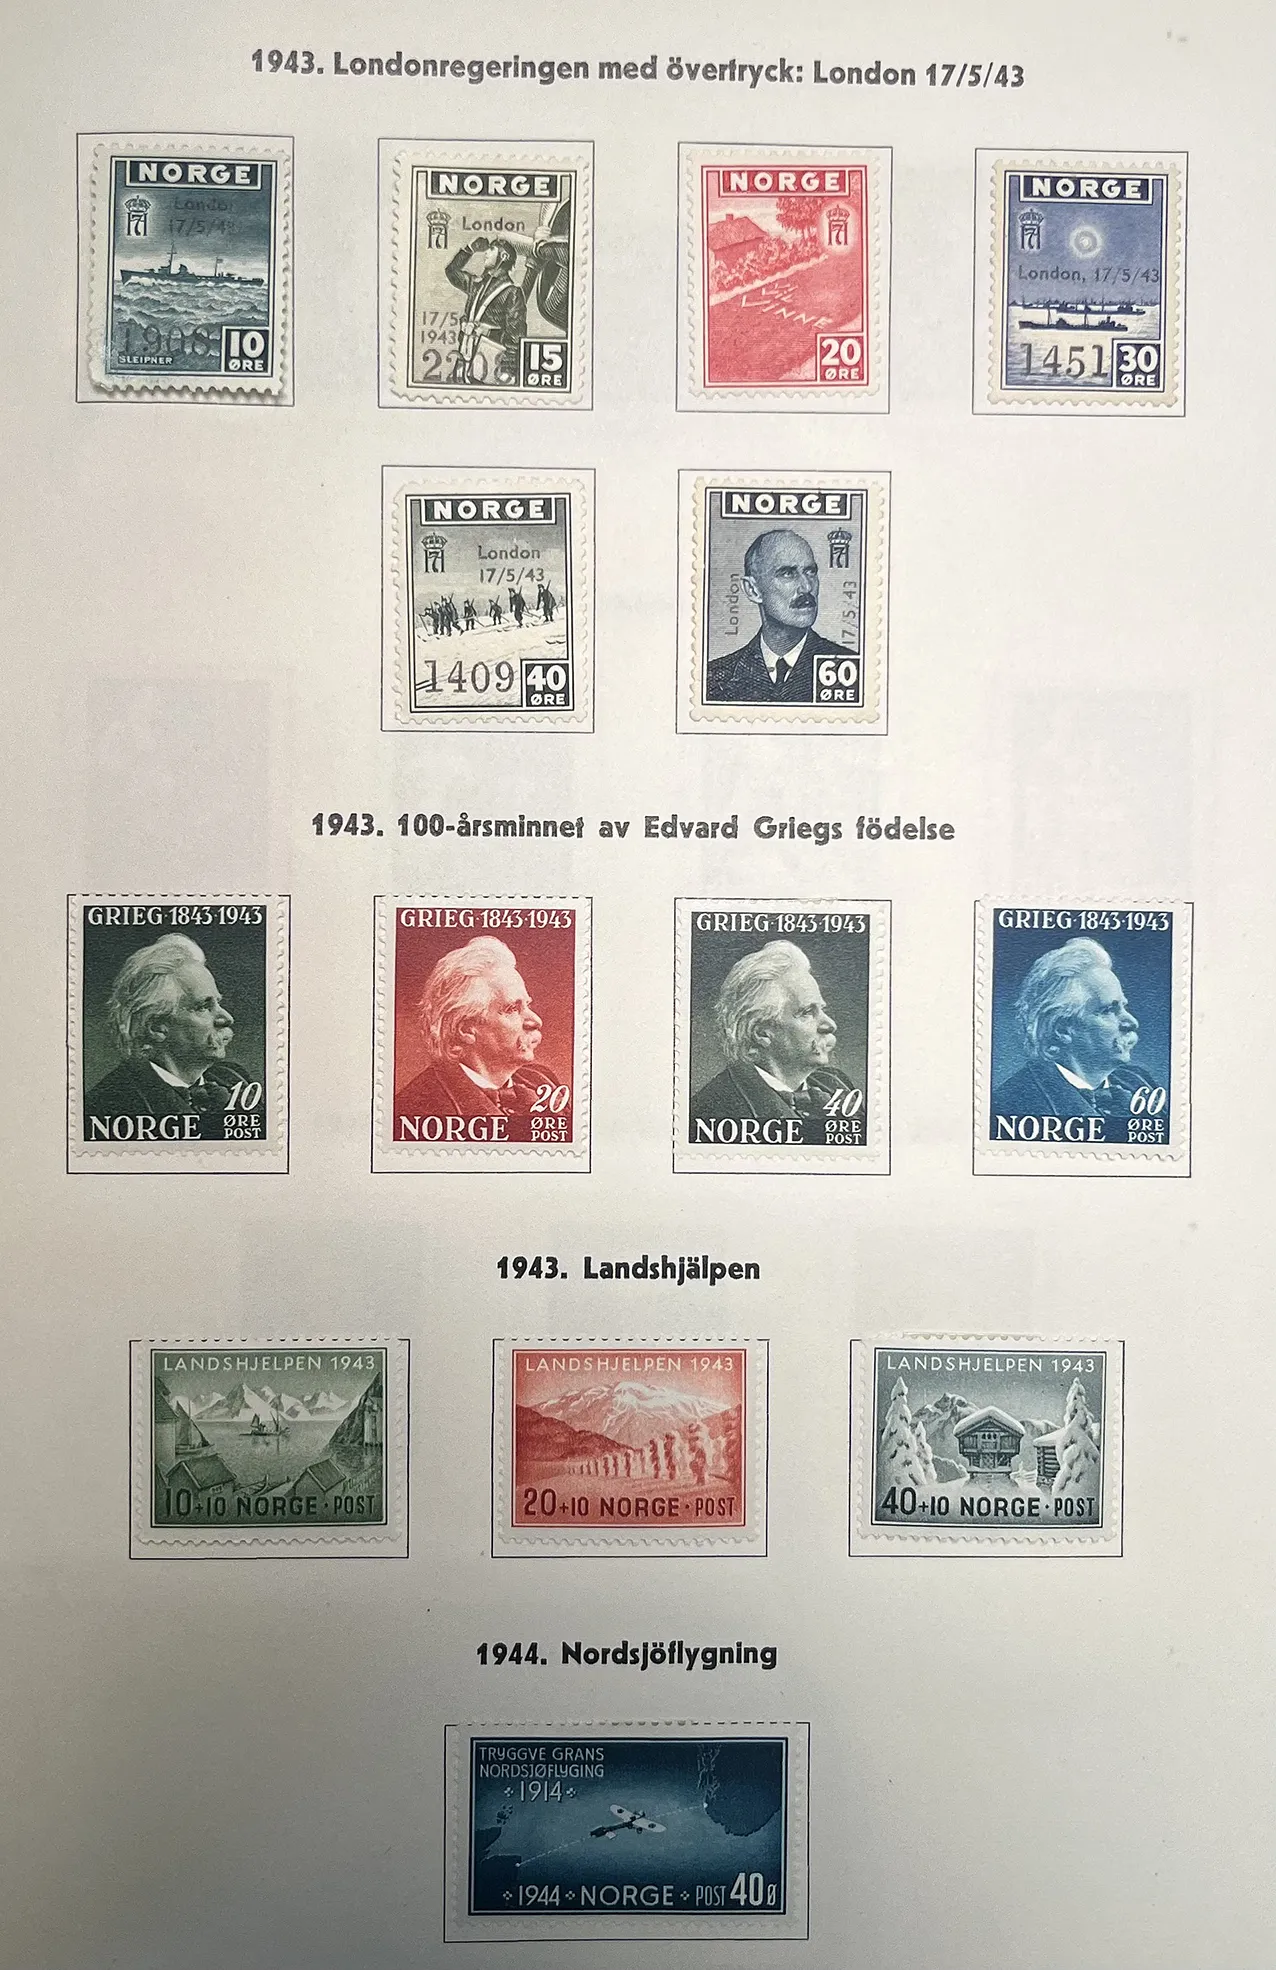 1943. Londonregeringen med övertryck: London 17/5/43
NORGE
London
17/5/43
1908
SLEIPNER
10
ØRE
NORGE
London
17/5
1943
2208
15
ØRE
NORGE
VI
VIL
VINNE
20
ØRE
NORGE
London, 17/5/43
1451
30
ØRE
NORGE
London
17/5/43
1409
40
ØRE
NORGE
London
17/5/43
60
ØRE
1943. 100-årsminnet av Edvard Griegs födelse
GRIEG·1843·1943
10
NORGE ØRE
POST
GRIEG·1843·1943
20
NORGE ØRE
POST
GRIEG·1843·1943
40
NORGE ØRE
POST
GRIEG·1843·1943
60
NORGE ØRE
POST
1943. Landshjälpen
LANDSHJELPEN 1943
10+10 NORGE·POST
LANDSHJELPEN 1943
20+10 NORGE·POST
LANDSHJELPEN 1943
40+10 NORGE·POST
1944. Nordsjöflygning
TRYGGVE GRANS
NORDSJØFLYGING
1914
1944 NORGE POST 40Ø